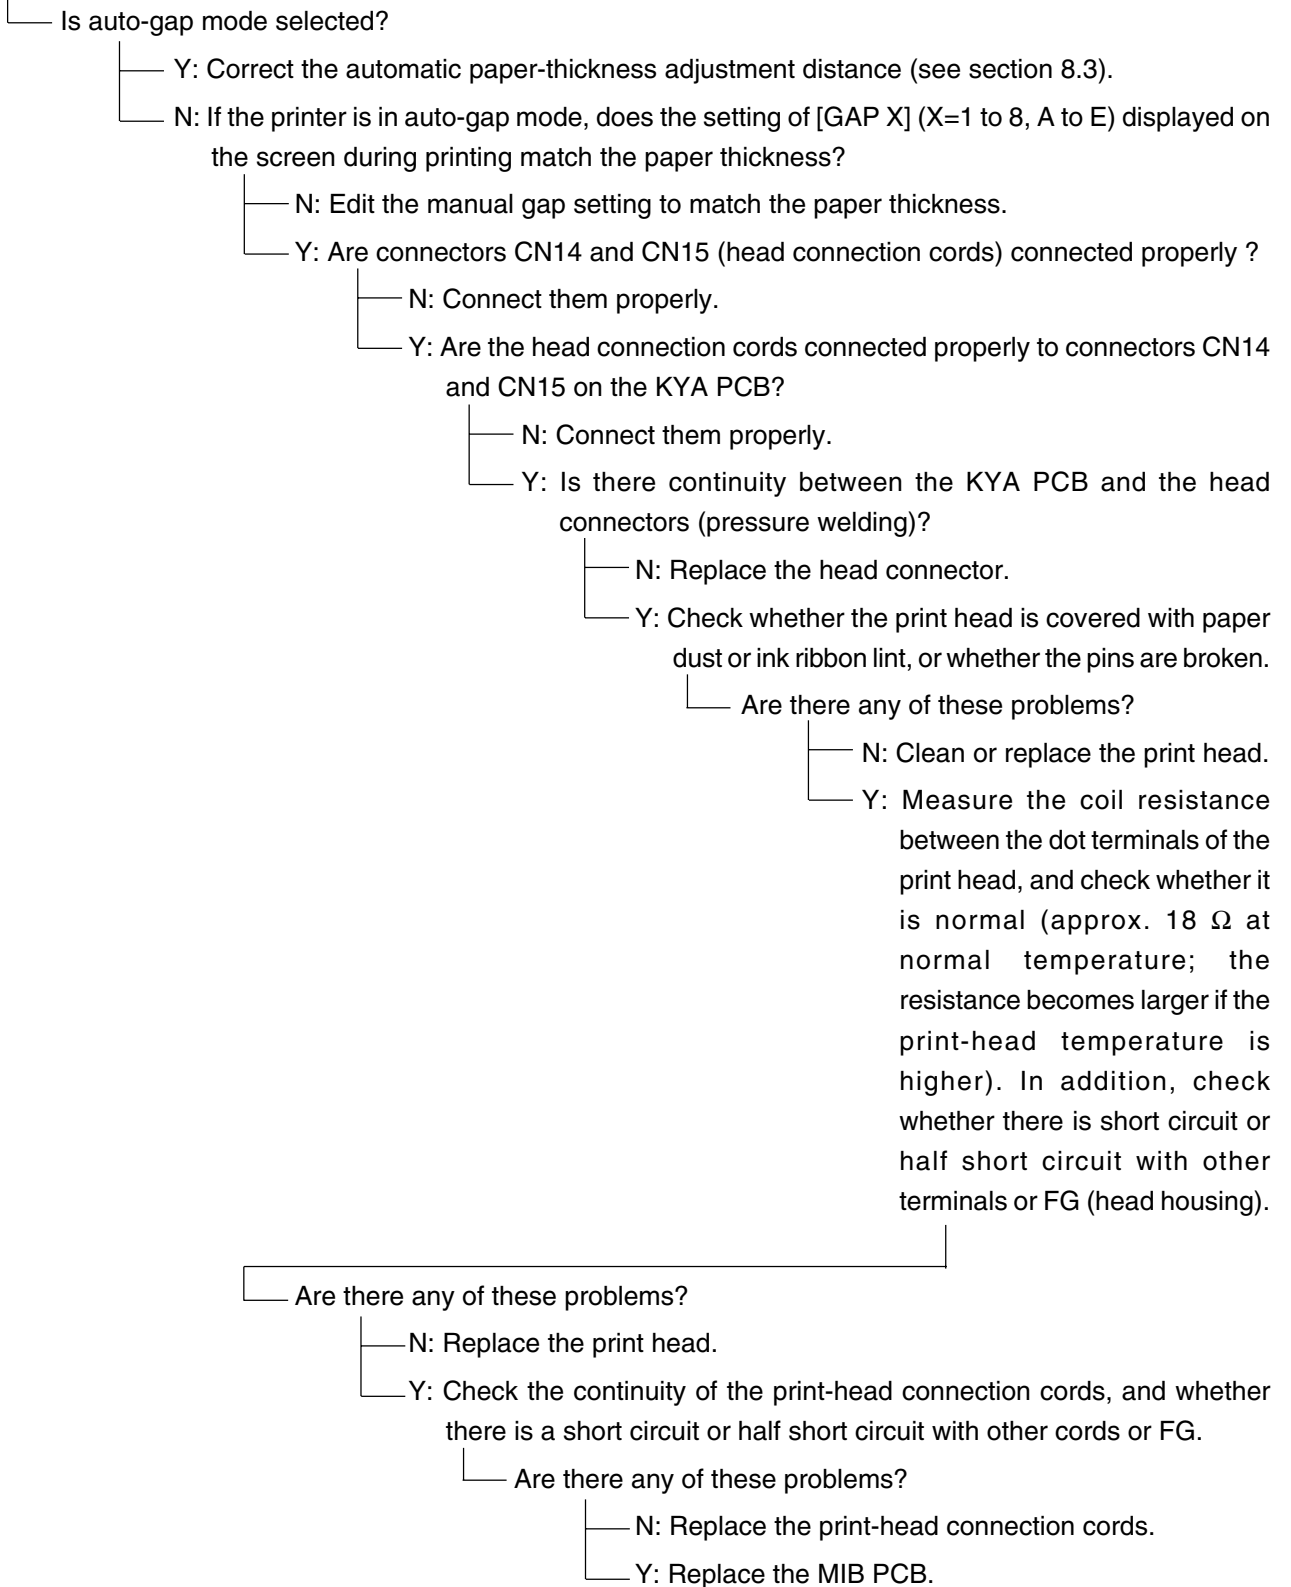 Is auto-gap mode selected?
Y: Correct the automatic paper-thickness adjustment distance (see section 8.3).
N: If the printer is in auto-gap mode, does the setting of [GAP X] (X=1 to 8, A to E) displayed on
the screen during printing match the paper thickness?
N: Edit the manual gap setting to match the paper thickness.
Y: Are connectors CN14 and CN15 (head connection cords) connected properly ?
N: Connect them properly.
Y: Are the head connection cords connected properly to connectors CN14
and CN15 on the KYA PCB?
N: Connect them properly.
Y: Is there continuity between the KYA PCB and the head
connectors (pressure welding)?
N: Replace the head connector.
Y: Check whether the print head is covered with paper
dust or ink ribbon lint, or whether the pins are broken.
Are there any of these problems?
N: Clean or replace the print head.
Y: Measure the coil resistance
between the dot terminals of the
print head, and check whether it
is normal (approx. 18 Ω at
normal temperature; the
resistance becomes larger if the
print-head temperature is
higher). In addition, check
whether there is short circuit or
half short circuit with other
terminals or FG (head housing).
Are there any of these problems?
N: Replace the print head.
Y: Check the continuity of the print-head connection cords, and whether
there is a short circuit or half short circuit with other cords or FG.
Are there any of these problems?
N: Replace the print-head connection cords.
Y: Replace the MIB PCB.